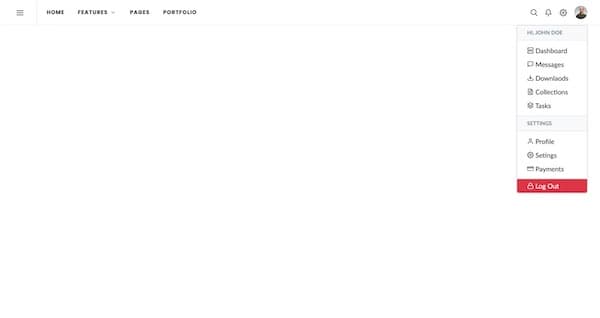 HOME FEATURES PAGES PORTFOLIO
HI, JOHN DOE
Dashboard
Messages
Downlaods
Collections
Tasks
SETTINGS
Profile
Setings
Payments
Log Out